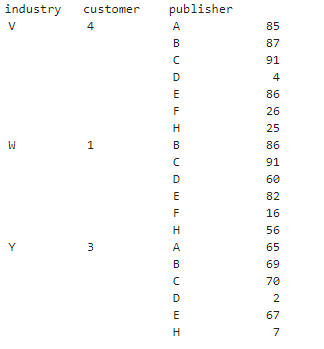 industry customer publisher
V 4 A 85
B 87
C 91
D 4
E 86
F 26
H 25
W 1 B 86
C 91
D 60
E 82
F 16
H 56
Y 3 A 65
B 69
C 70
D 2
E 67
H 7